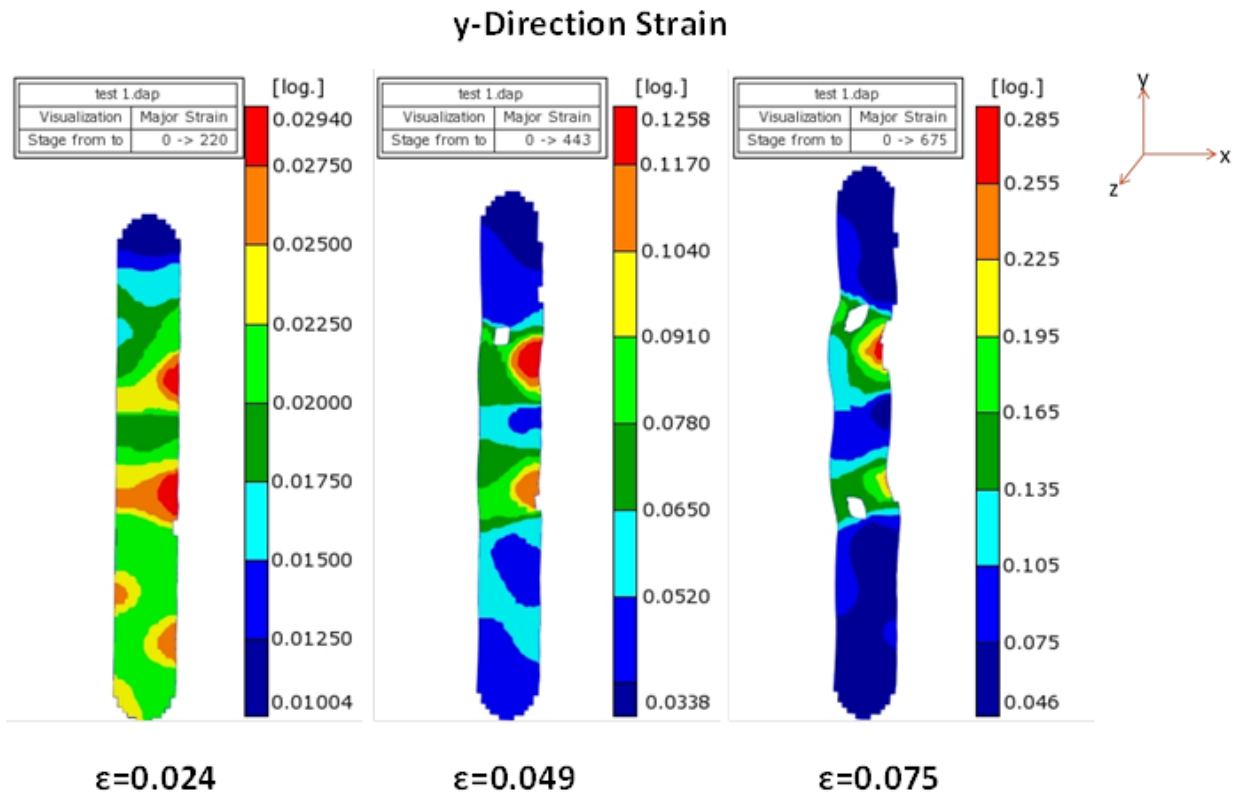 y-Direction Strain
test 1.dap
Visualization Major Strain
Stage from to 0 -> 220
[log.]
0.02940
0.02750
0.02500
0.02250
0.02000
0.01750
0.01500
0.01250
0.01004
test 1.dap
Visualization Major Strain
Stage from to 0 -> 443
[log.]
0.1258
0.1170
0.1040
0.0910
0.0780
0.0650
0.0520
0.0338
test 1.dap
Visualization Major Strain
Stage from to 0 -> 675
[log.]
0.285
0.255
0.225
0.195
0.165
0.135
0.105
0.075
0.046
y
x
z
ε=0.024
ε=0.049
ε=0.075